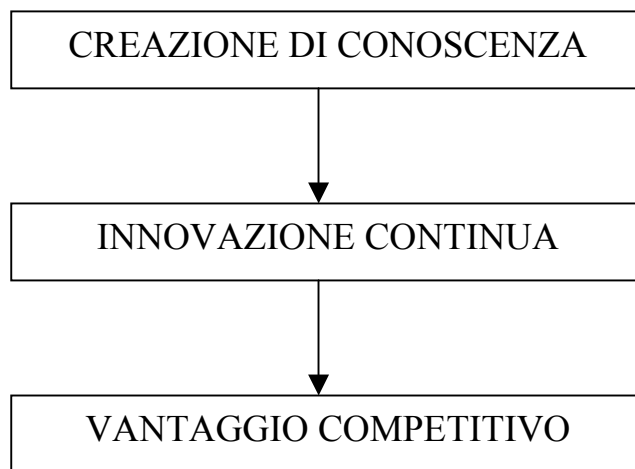 CREAZIONE DI CONOSCENZA
INNOVAZIONE CONTINUA
VANTAGGIO COMPETITIVO